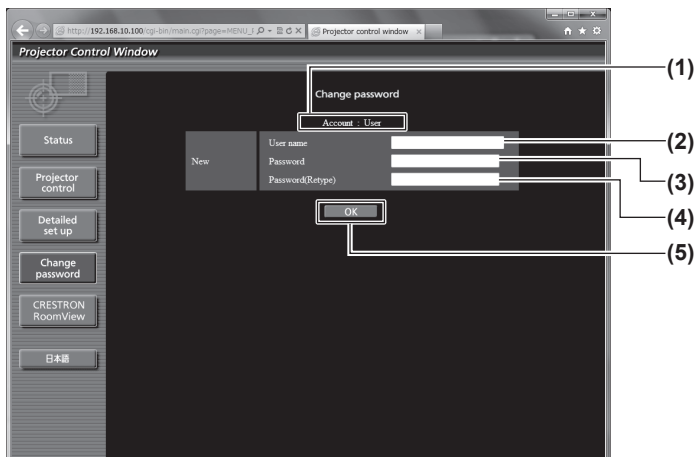 http://192.168.10.100/cgi-bin/main.cgi?page=MENU_
Projector control window
Projector Control Window
(1)
Change password
Account : User
Status
New
User name
(2)
Password
(3)
Password(Retype)
(4)
Projector
control
OK
(5)
Detailed
set up
Change
password
CRESTRON
RoomView
日本語